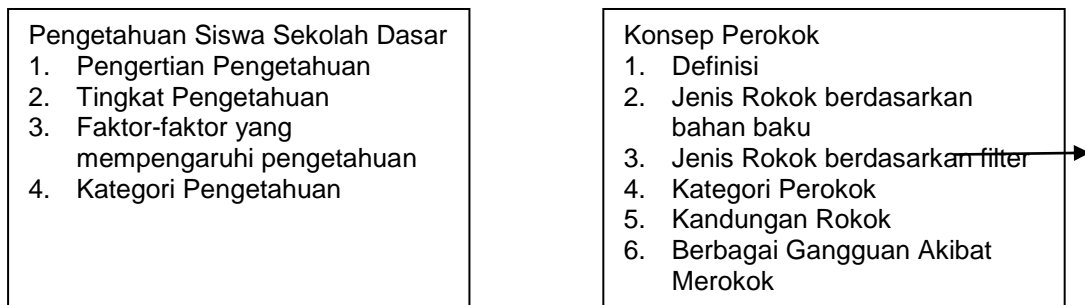 Pengetahuan Siswa Sekolah Dasar
1. Pengertian Pengetahuan
2. Tingkat Pengetahuan
3. Faktor-faktor yang
mempengaruhi pengetahuan
4. Kategori Pengetahuan
Konsep Perokok
1. Definisi
2. Jenis Rokok berdasarkan
bahan baku
3. Jenis Rokok berdasarkan filter
4. Kategori Perokok
5. Kandungan Rokok
6. Berbagai Gangguan Akibat
Merokok